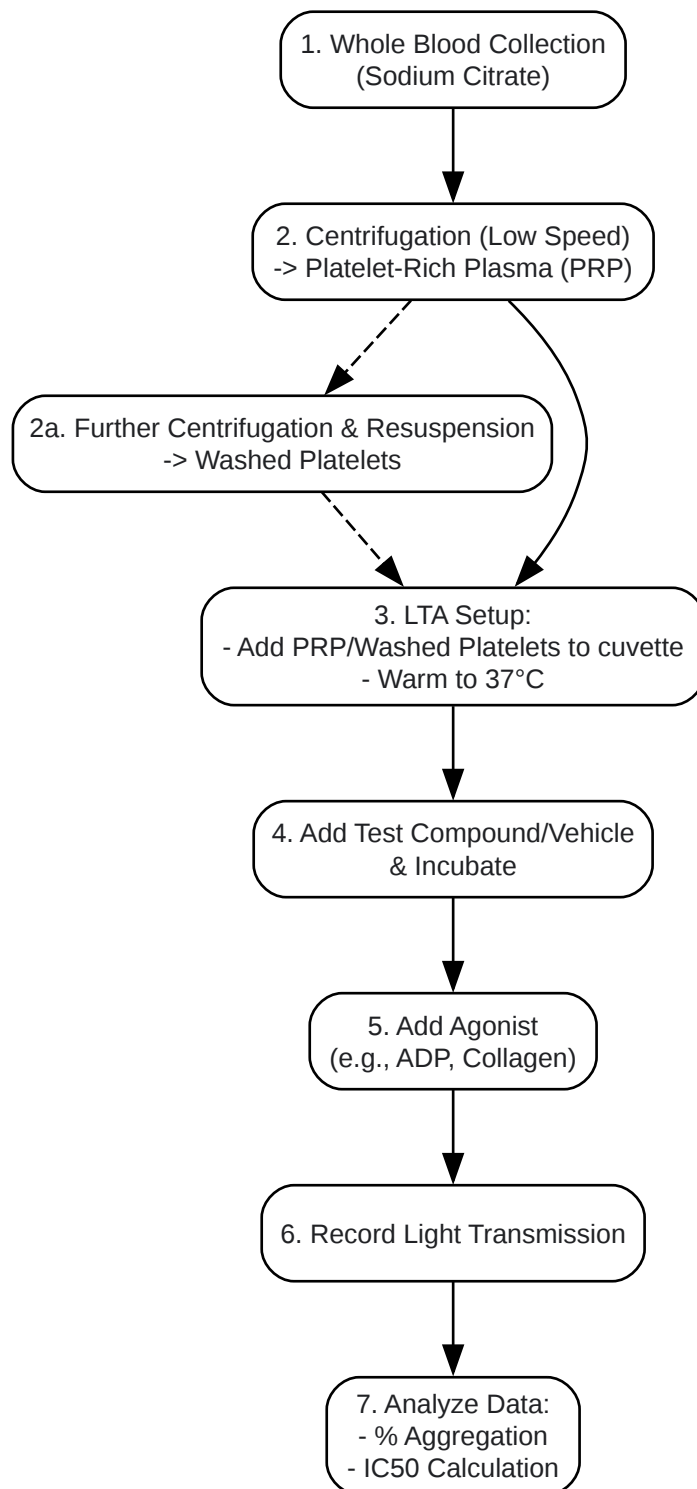 1. Whole Blood Collection
(Sodium Citrate)
2. Centrifugation (Low Speed)
-> Platelet-Rich Plasma (PRP)
2a. Further Centrifugation & Resuspension
-> Washed Platelets
3. LTA Setup:
- Add PRP/Washed Platelets to cuvette
- Warm to 37°C
4. Add Test Compound/Vehicle
& Incubate
5. Add Agonist
(e.g., ADP, Collagen)
6. Record Light Transmission
7. Analyze Data:
- % Aggregation
- IC50 Calculation